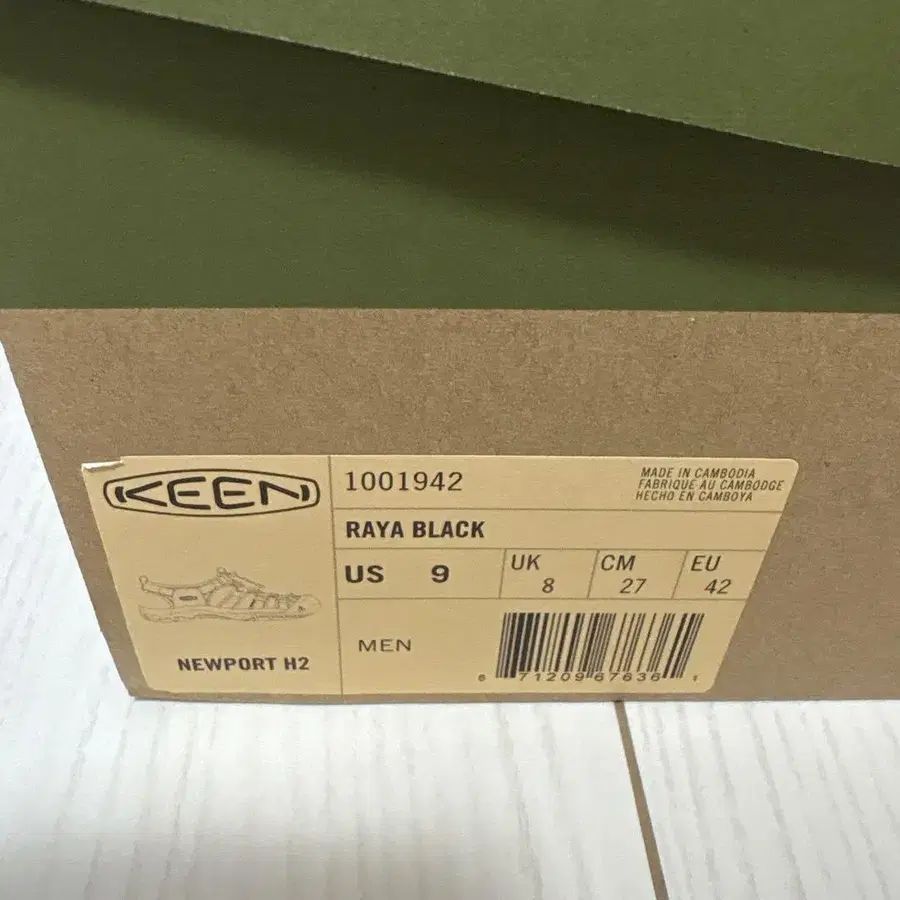 KEEN
1001942
MADE IN CAMBODIA
FABRIQUE AU CAMBODGE
HECHO EN CAMBOYA
RAYA BLACK
US 9
UK 8
CM 27
EU 42
MEN
NEWPORT H2
6 71209 67636 1